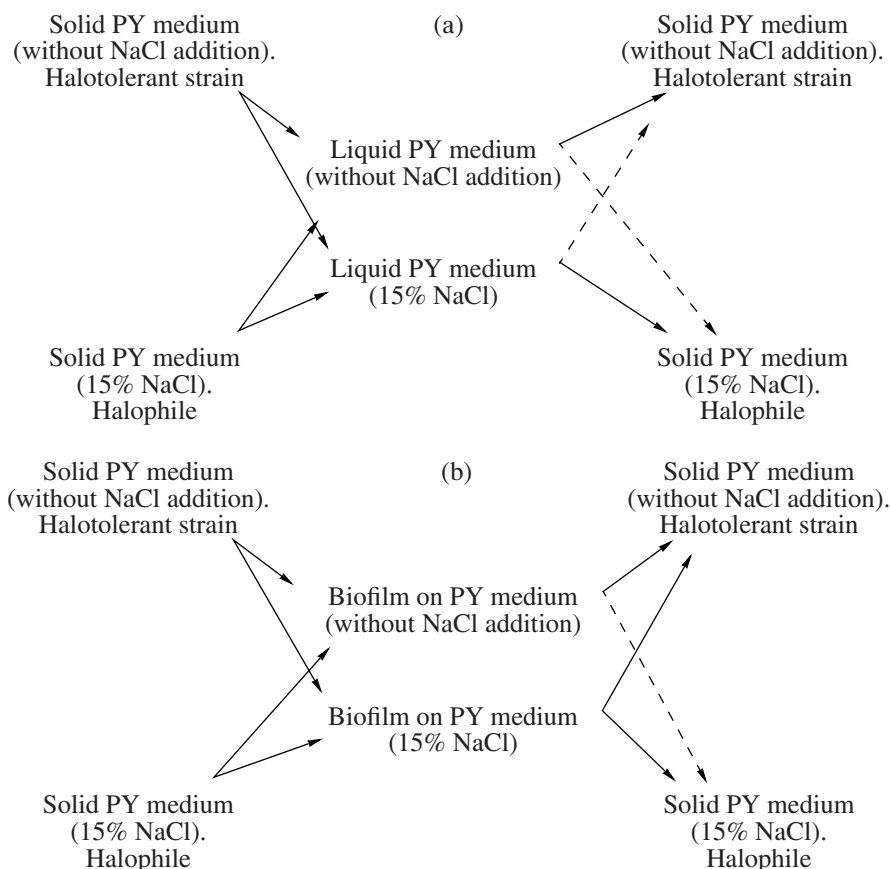 Solid PY medium
(without NaCl addition).
Halotolerant strain
(a)
Solid PY medium
(without NaCl addition).
Halotolerant strain
Liquid PY medium
(without NaCl addition)
Liquid PY medium
(15% NaCl)
Solid PY medium
(15% NaCl).
Halophile
Solid PY medium
(15% NaCl).
Halophile
Solid PY medium
(without NaCl addition).
Halotolerant strain
(b)
Solid PY medium
(without NaCl addition).
Halotolerant strain
Biofilm on PY medium
(without NaCl addition)
Biofilm on PY medium
(15% NaCl)
Solid PY medium
(15% NaCl).
Halophile
Solid PY medium
(15% NaCl).
Halophile